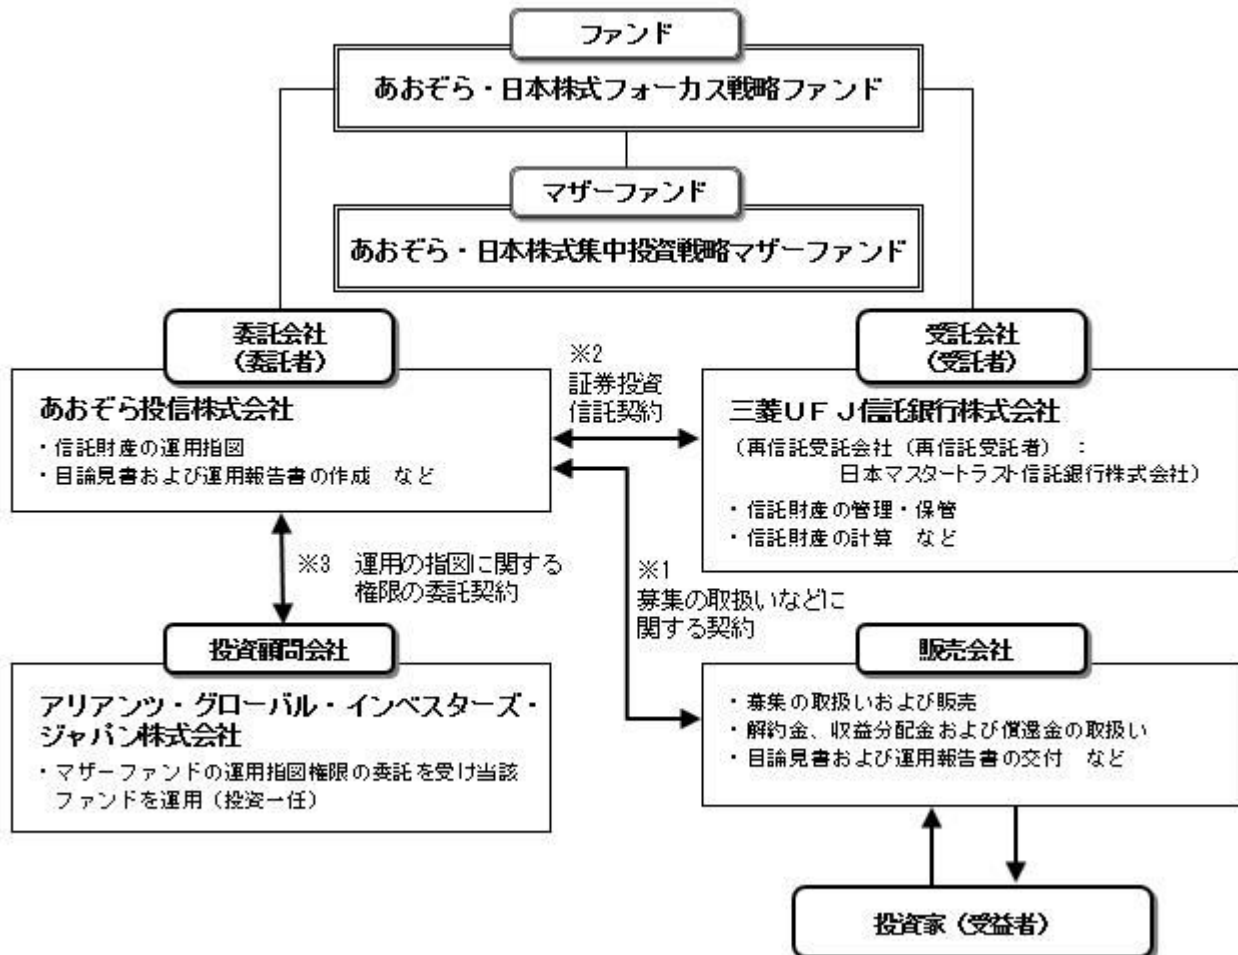 ファンド
あおぞら・日本株式フォーカス戦略ファンド
マザーファンド
あおぞら・日本株式集中投資戦略マザーファンド
委託会社
(委託者)
あおぞら投信株式会社
・信託財産の運用指図
・目論見書および運用報告書の作成 など
※2
証券投資
信託契約
受託会社
(受託者)
三菱UFJ信託銀行株式会社
(再信託受託会社(再信託受託者):
日本マスタートラスト信託銀行株式会社)
・信託財産の管理・保管
・信託財産の計算 など
※3 運用の指図に関する
権限の委託契約
※1
募集の取扱いなどに
関する契約
投資顧問会社
アリアンツ・グローバル・インベスターズ・
ジャパン株式会社
・マザーファンドの運用指図権限の委託を受け当該
ファンドを運用(投資一任)
販売会社
・募集の取扱いおよび販売
・解約金、収益分配金および償還金の取扱い
・目論見書および運用報告書の交付 など
投資家(受益者)